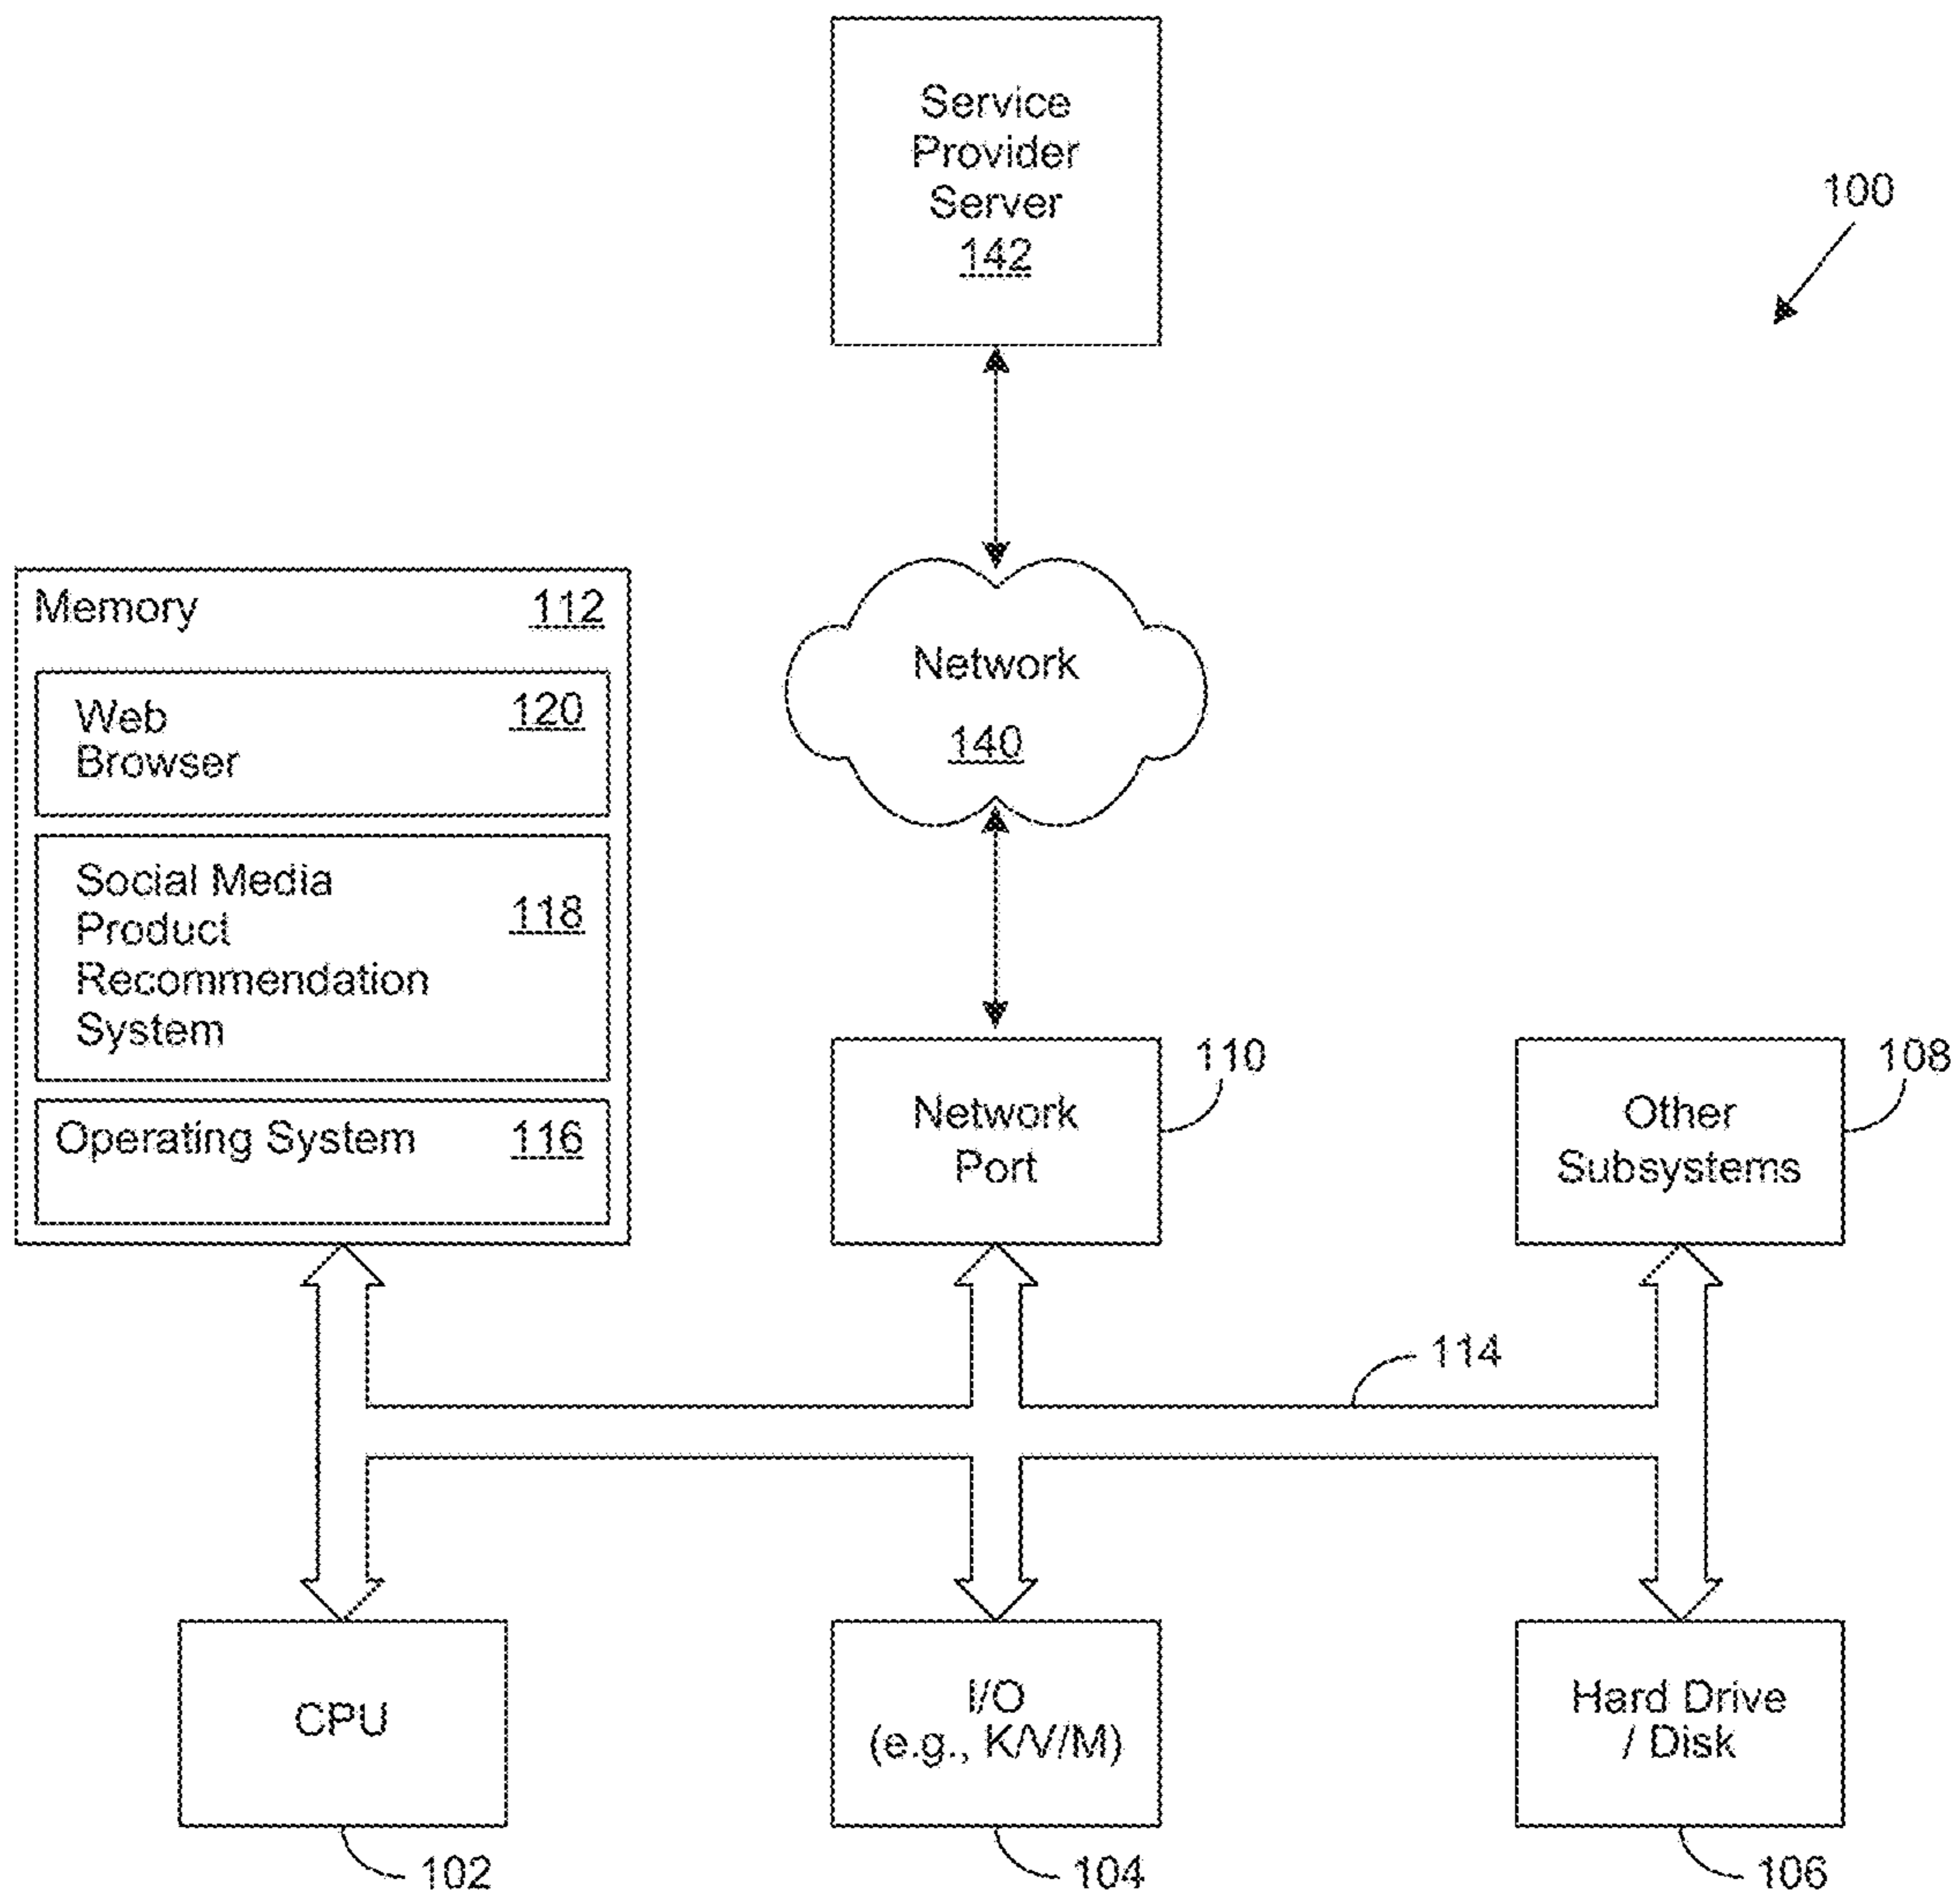 Service
Provider
Server
142
100
Memory 112
Web
Browser
120
Social Media
Product
Recommendation
System
118
Operating System 116
Network
140
Network
Port
110
Other
Subsystems
108
114
CPU
102
I/O
(e.g., K/V/M)
104
Hard Drive
/ Disk
106